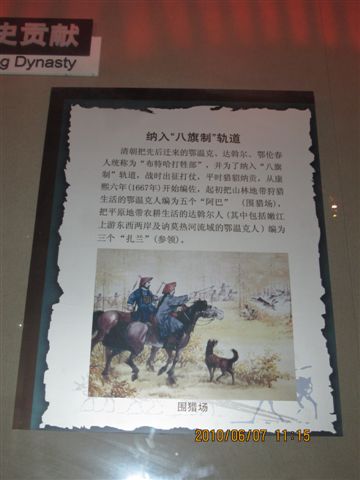 史贡献
g Dynasty
纳入“八旗制”轨道
清朝把先后迁来的鄂温克、达斡尔、鄂伦春
人统称为“布特哈打牲部”，并为了纳入“八旗
制”轨道，战时出征打仗，平时猎貂纳贡，从康
熙六年(1667年)开始编佐，起初把山林地带狩猎
生活的鄂温克人编为五个“阿巴” （围猎场），
把平原地带农耕生活的达斡尔人(其中包括嫩江
上游东西两岸及讷莫热河流域的鄂温克人）编为
三个“扎兰”(参领)。
围猎场
2010/06/07 11:15